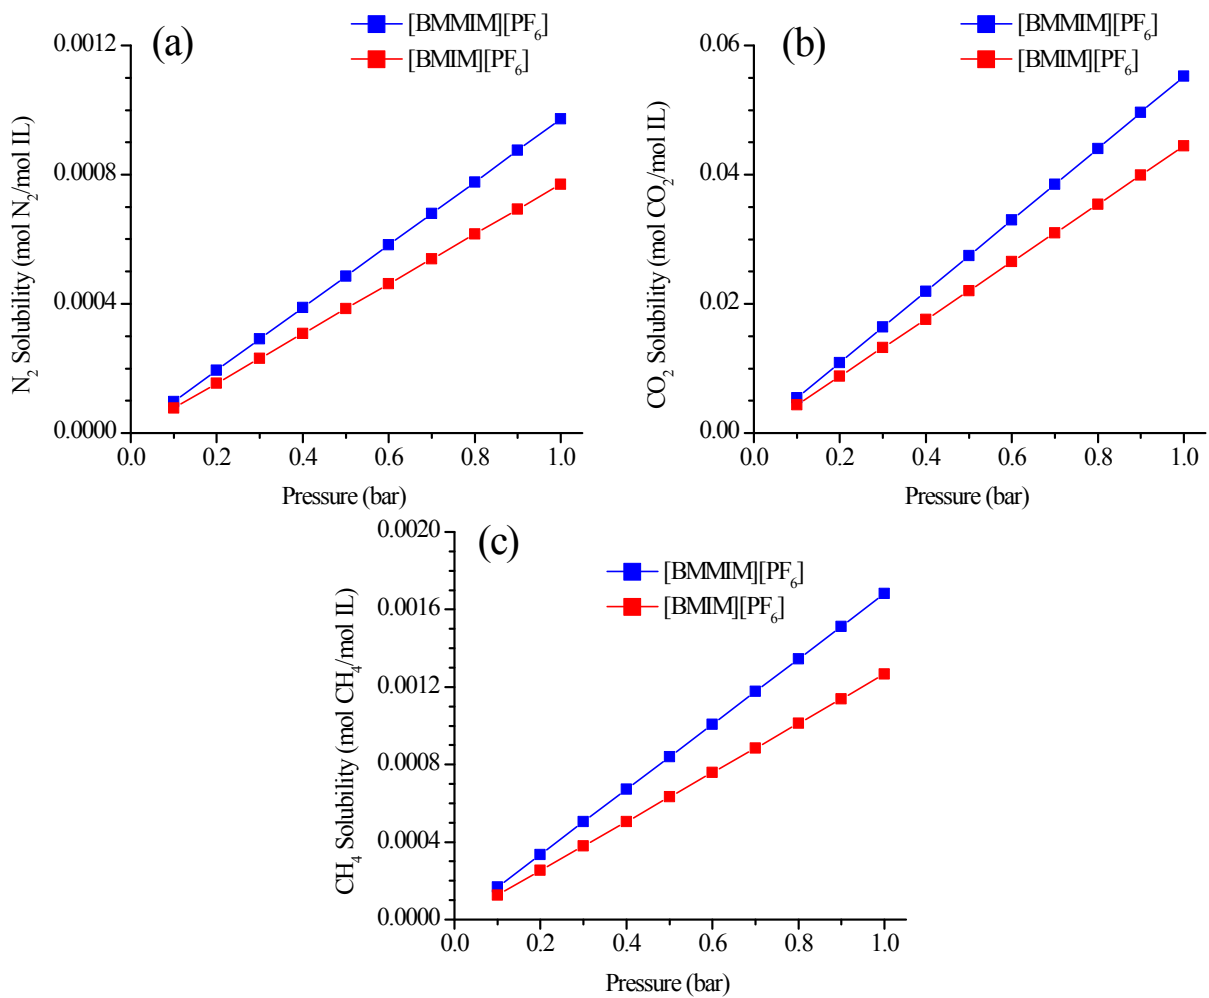 (a)
[BMMIM][PF6]
[BMIM][PF6]
N2 Solubility (mol N2/mol IL)
0.0012
0.0008
0.0004
0.0000
0.0 0.2 0.4 0.6 0.8 1.0
Pressure (bar)
(b)
[BMMIM][PF6]
[BMIM][PF6]
CO2 Solubility (mol CO2/mol IL)
0.06
0.04
0.02
0.00
0.0 0.2 0.4 0.6 0.8 1.0
Pressure (bar)
(c)
[BMMIM][PF6]
[BMIM][PF6]
CH4 Solubility (mol CH4/mol IL)
0.0020
0.0016
0.0012
0.0008
0.0004
0.0000
0.0 0.2 0.4 0.6 0.8 1.0
Pressure (bar)